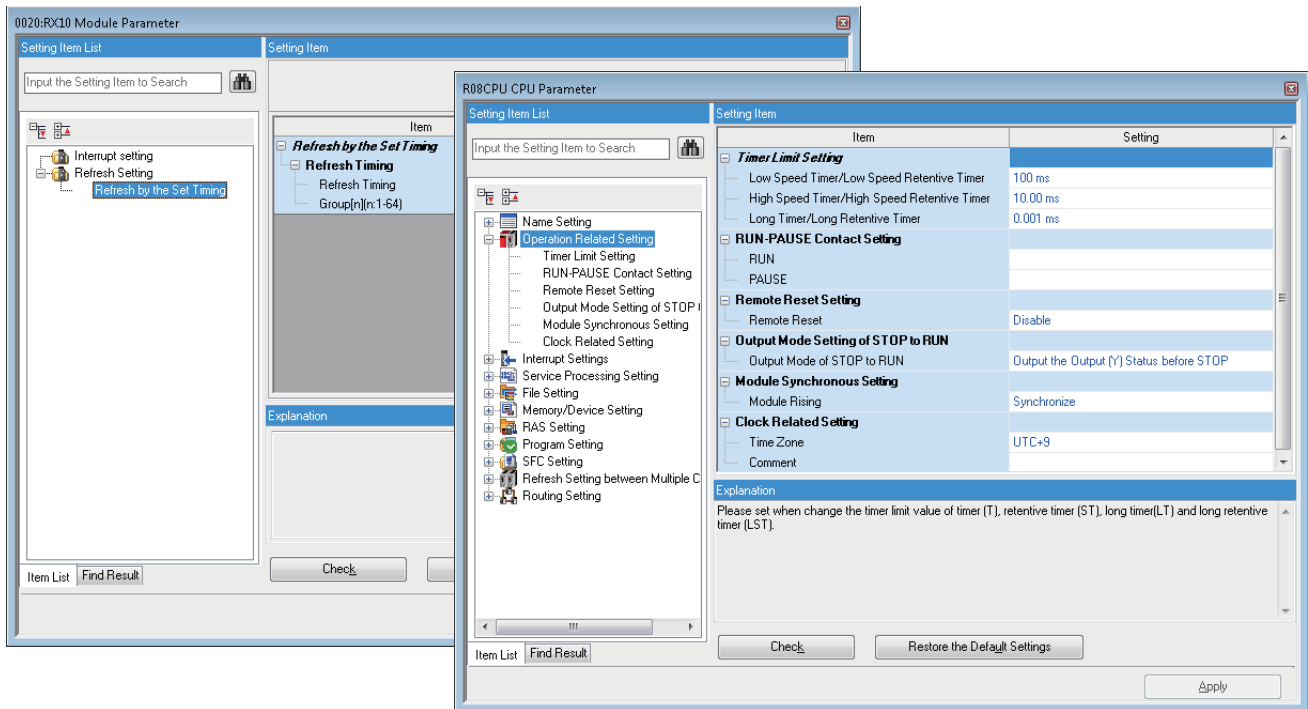 0020:RX10 Module Parameter
Setting Item List
Setting Item
Input the Setting Item to Search
Interrupt setting
Refresh Setting
Refresh by the Set Timing
Item
Refresh by the Set Timing
Refresh Timing
Refresh Timing
Group[n](n:1-64)
Explanation
Check
Item List
Find Result
R08CPU CPU Parameter
Setting Item List
Setting Item
Input the Setting Item to Search
Name Setting
Operation Related Setting
Timer Limit Setting
RUN-PAUSE Contact Setting
Remote Reset Setting
Output Mode Setting of STOP
Module Synchronous Setting
Clock Related Setting
Interrupt Settings
Service Processing Setting
File Setting
Memory/Device Setting
RAS Setting
Program Setting
SFC Setting
Refresh Setting between Multiple C
Routing Setting
Item List
Find Result
Item Setting
Timer Limit Setting
Low Speed Timer/Low Speed Retentive Timer 100 ms
High Speed Timer/High Speed Retentive Timer 10.00 ms
Long Timer/Long Retentive Timer 0.001 ms
RUN-PAUSE Contact Setting
RUN
PAUSE
Remote Reset Setting
Remote Reset Disable
Output Mode Setting of STOP to RUN
Output Mode of STOP to RUN Output the Output (Y) Status before STOP
Module Synchronous Setting
Module Rising Synchronize
Clock Related Setting
Time Zone UTC+9
Comment
Explanation
Please set when change the timer limit value of timer (T), retentive timer (ST), long timer(LT) and long retentive
timer (LST).
Check
Restore the Default Settings
Apply